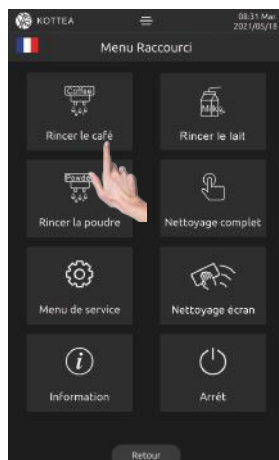 KOTTEA
08:31 Mar.
2021/05/18
Menu Raccourci
Coffee
Milk
Rincer le café
Rincer le lait
Powder
Rincer la poudre
Nettoyage complet
Menu de service
Nettoyage écran
Information
Arrêt
Retour